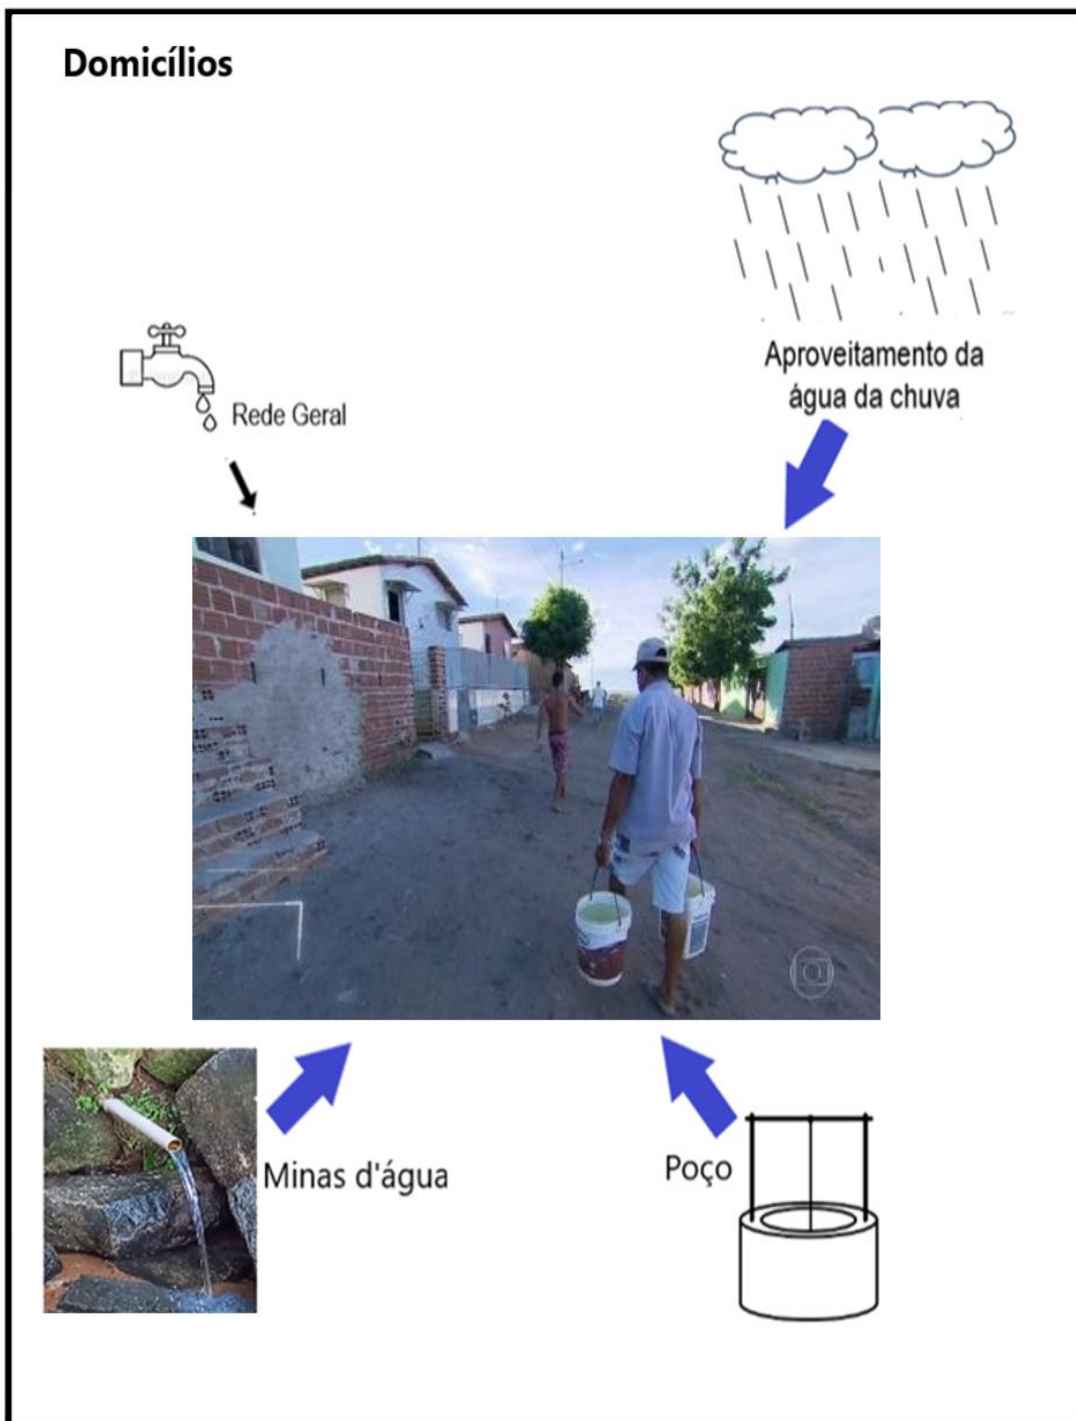 Domicílios
Aproveitamento da
água da chuva
Rede Geral
Minas d'água
Poço